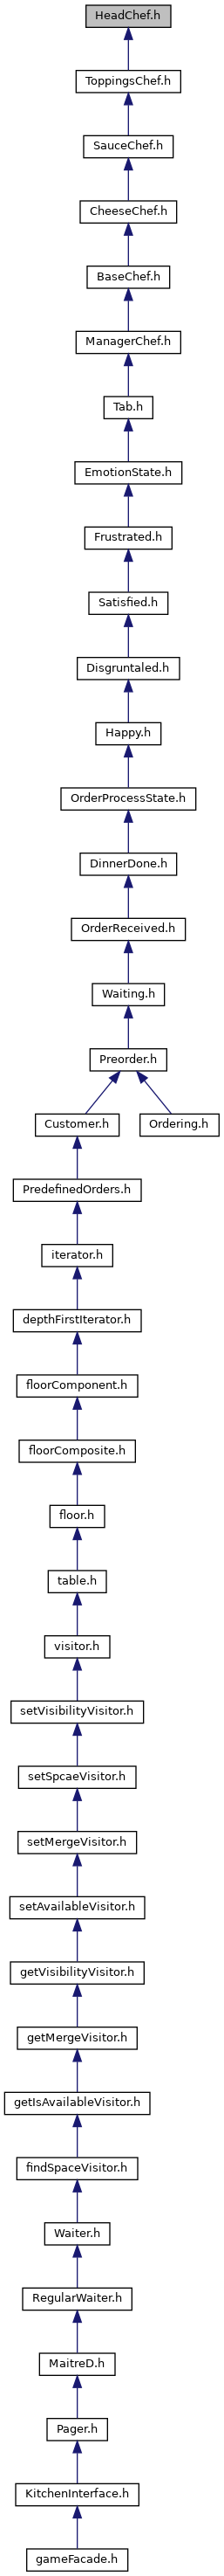 HeadChef.h
ToppingsChef.h
SauceChef.h
CheeseChef.h
BaseChef.h
ManagerChef.h
Tab.h
EmotionState.h
Frustrated.h
Satisfied.h
Disgruntaled.h
Happy.h
OrderProcessState.h
DinnerDone.h
OrderReceived.h
Waiting.h
Preorder.h
Customer.h
Ordering.h
PredefinedOrders.h
iterator.h
depthFirstIterator.h
floorComponent.h
floorComposite.h
floor.h
table.h
visitor.h
setVisibilityVisitor.h
setSpcaeVisitor.h
setMergeVisitor.h
setAvailableVisitor.h
getVisibilityVisitor.h
getMergeVisitor.h
getIsAvailableVisitor.h
findSpaceVisitor.h
Waiter.h
RegularWaiter.h
MaitreD.h
Pager.h
KitchenInterface.h
gameFacade.h